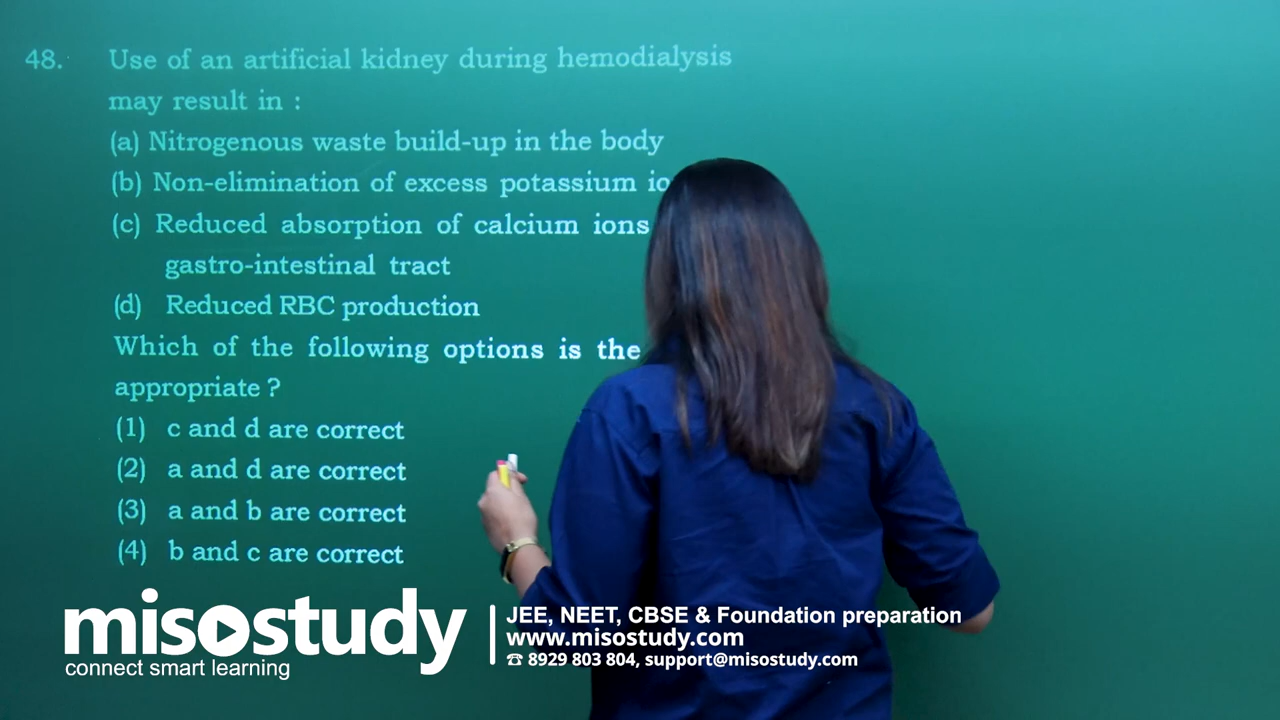 48. Use of an artificial kidney during hemodialysis
may result in :
(a) Nitrogenous waste build-up in the body
(b) Non-elimination of excess potassium
(c) Reduced absorption of calcium ions
gastro-intestinal tract
(d) Reduced RBC production
Which of the following options is the
appropriate ?
(1) c and d are correct
(2) a and d are correct
(3) a and b are correct
(4) b and c are correct
misostudy
connect smart learning
JEE, NEET, CBSE & Foundation preparation
www.misostudy.com
☎ 8929 803 804, support@misostudy.com